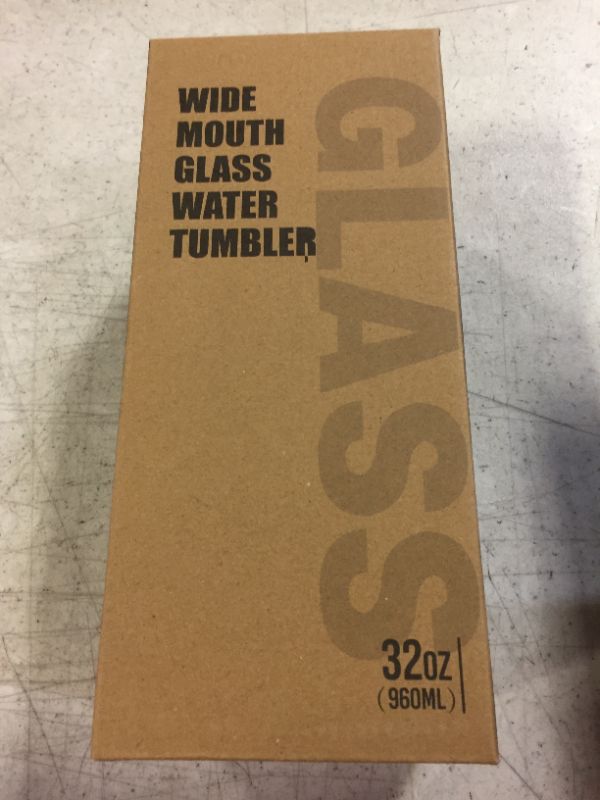 WIDE
MOUTH
GLASS
WATER
TUMBLER
GLASS
32OZ
(960ML)